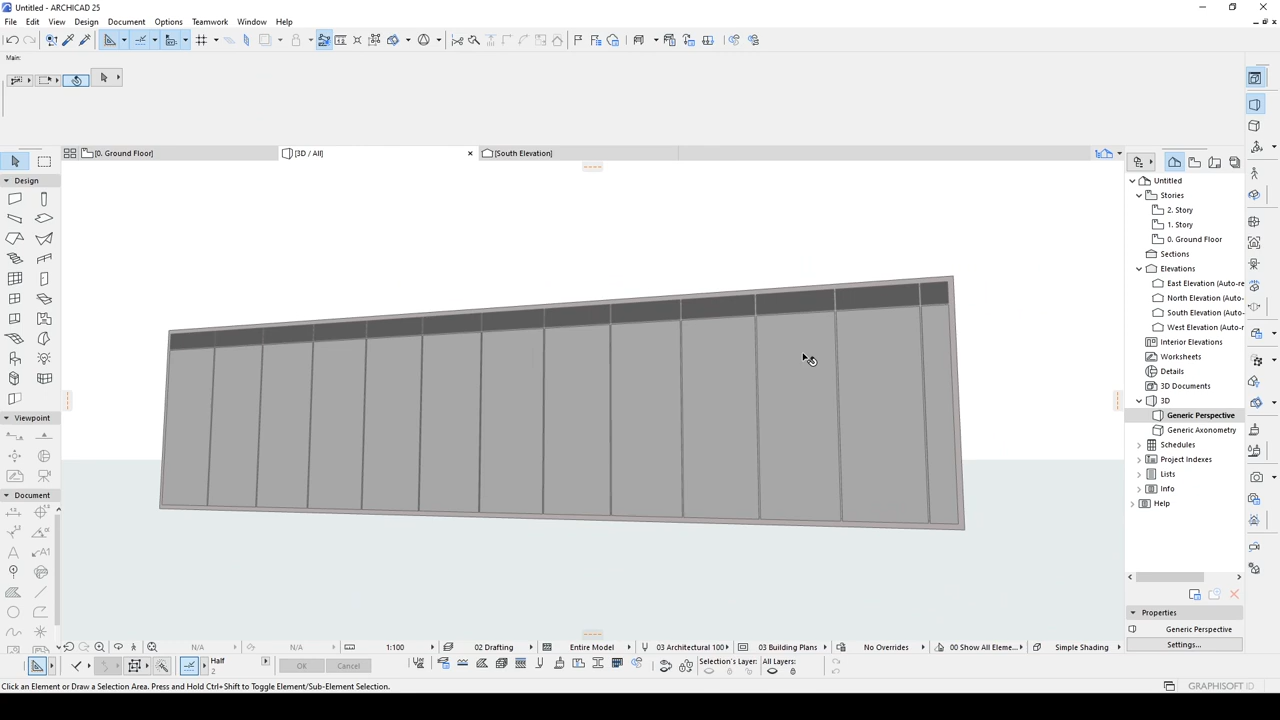 Untitled - ARCHICAD 25
File Edit View Design Document Options Teamwork Window Help
Main:
[0. Ground Floor] [3D / All] [South Elevation]
Design
Untitled
Stories
2. Story
1. Story
0. Ground Floor
Sections
Elevations
East Elevation (Auto-re
North Elevation (Auto-
South Elevation (Auto-r
West Elevation (Auto-r
Interior Elevations
Worksheets
Details
3D Documents
3D
Generic Perspective
Generic Axonometry
Schedules
Project Indexes
Lists
Info
Help
Viewpoint
Document
Properties
Generic Perspective
Settings...
N/A N/A 1:100 02 Drafting Entire Model 03 Architectural 100 03 Building Plans No Overrides 00 Show All Eleme... Simple Shading
Half
2
OK Cancel
Selection's Layer: All Layers:
Click an Element or Draw a Selection Area. Press and Hold Ctrl+Shift to Toggle Element/Sub-Element Selection.
GRAPHISOFT ID